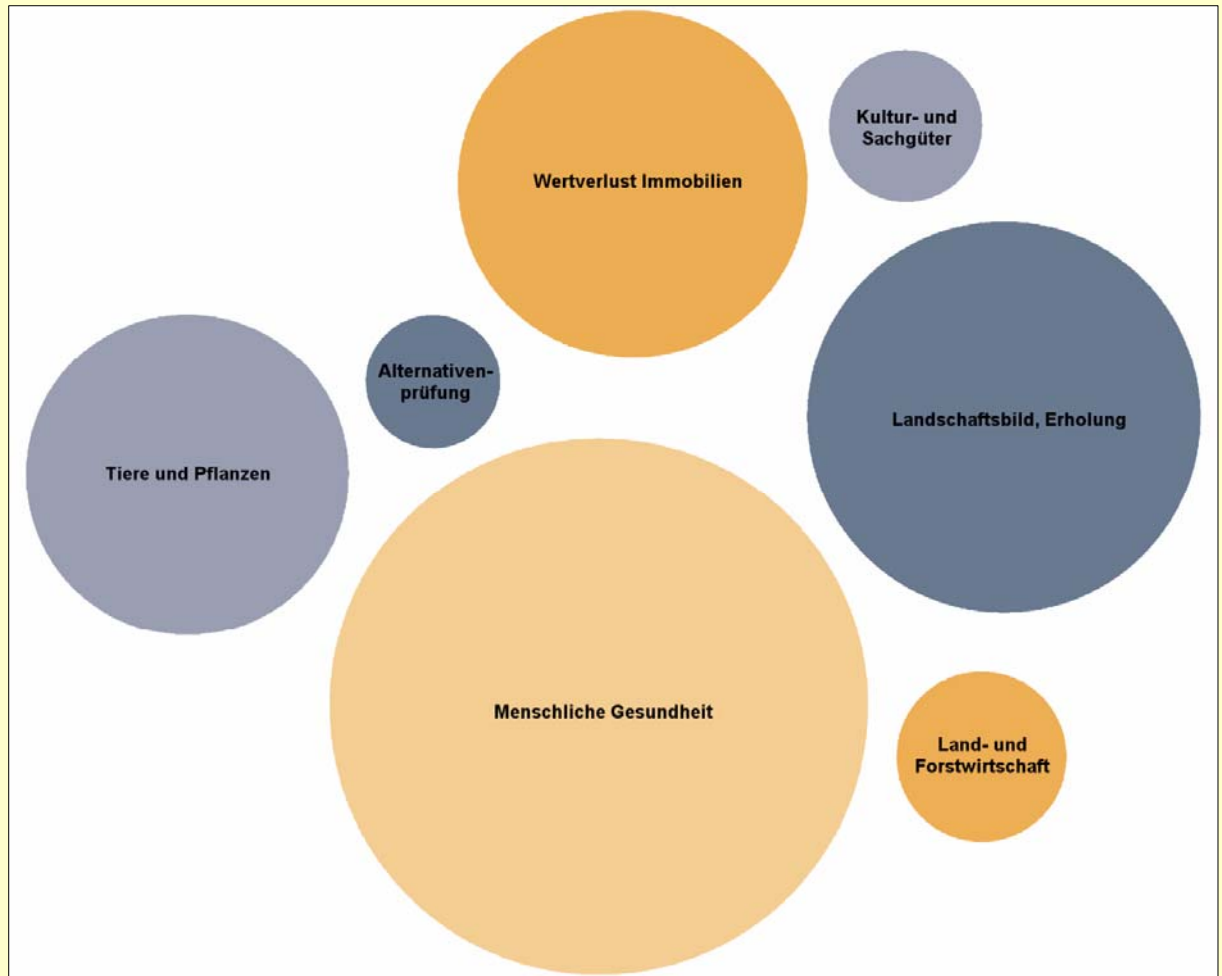 Kultur- und
Sachgüter
Wertverlust Immobilien
Alternativen-
prüfung
Landschaftsbild, Erholung
Tiere und Pflanzen
Menschliche Gesundheit
Land- und
Forstwirtschaft